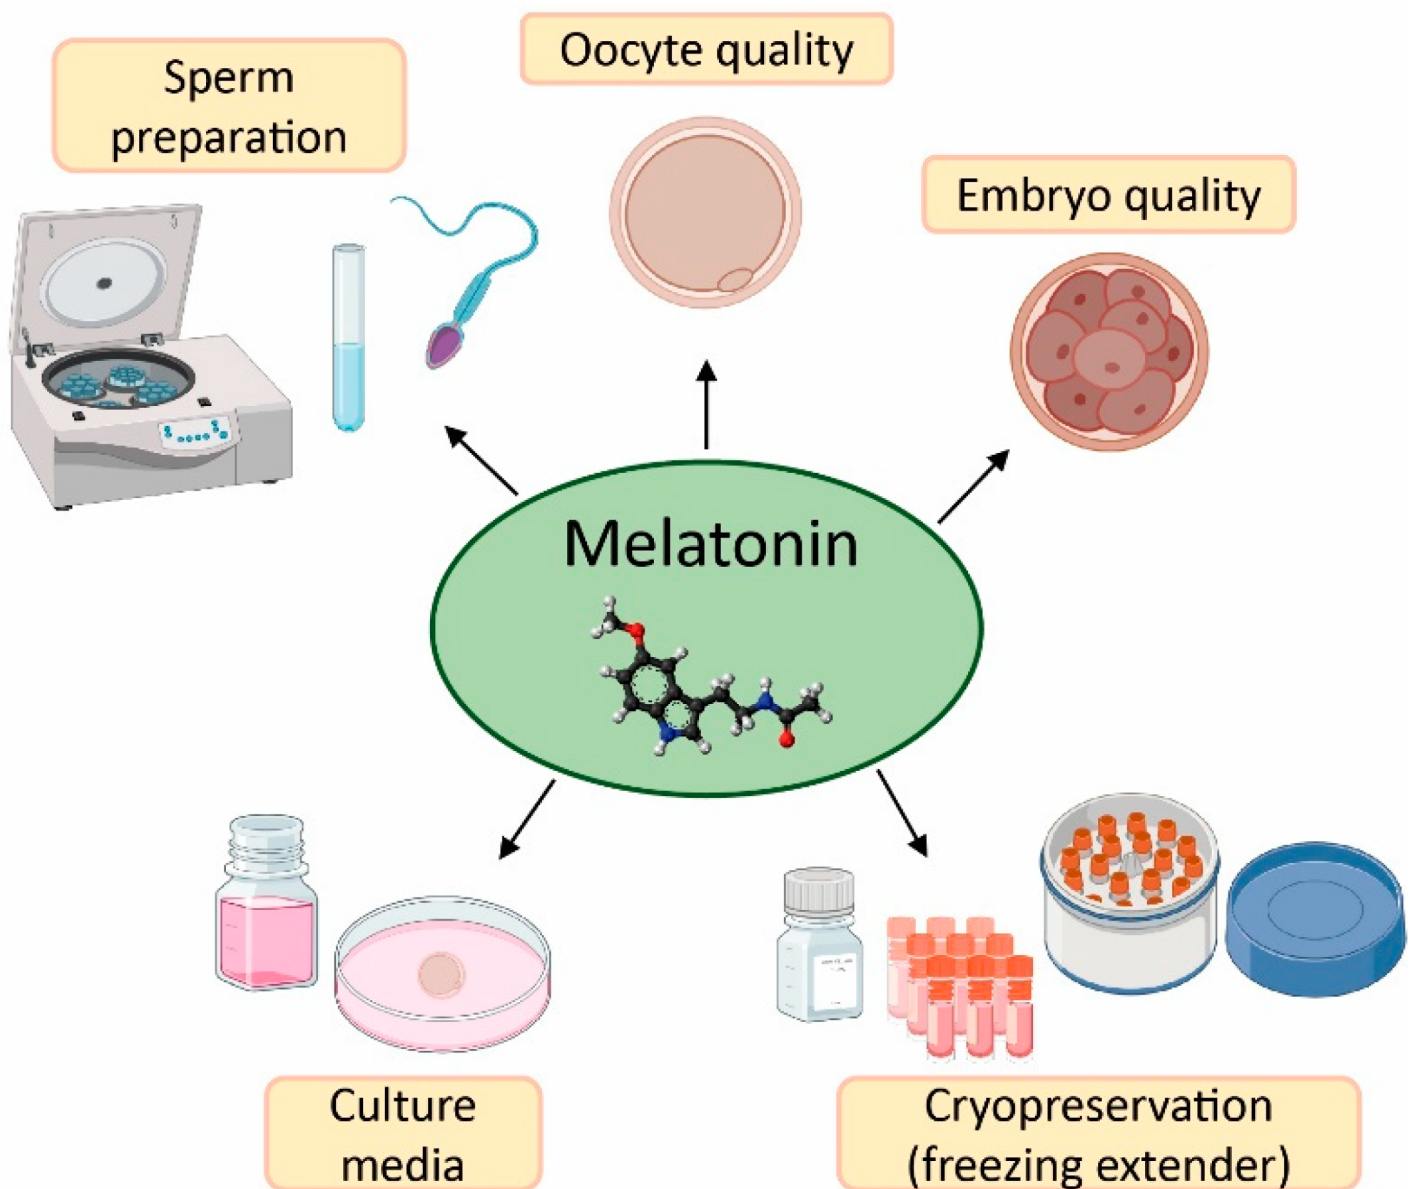 Oocyte quality
Sperm
preparation
Embryo quality
Melatonin
Culture
media
Cryopreservation
(freezing extender)